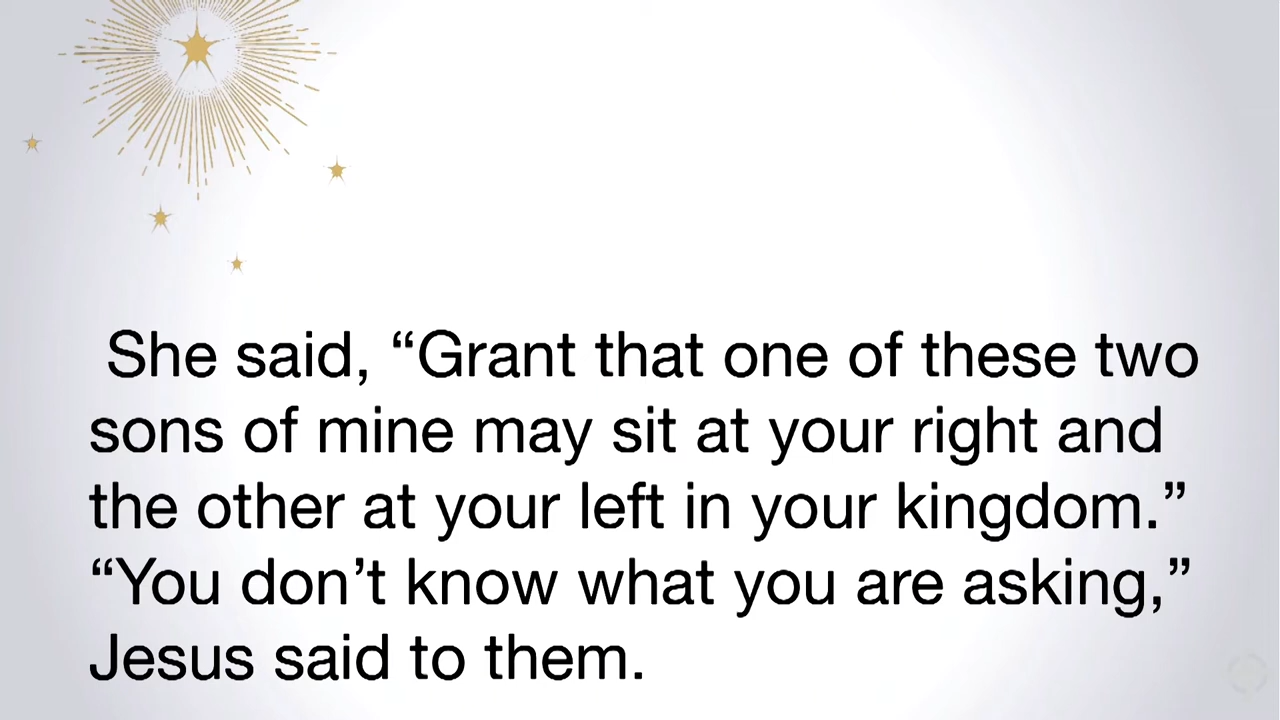 She said, “Grant that one of these two
sons of mine may sit at your right and
the other at your left in your kingdom.”
“You don’t know what you are asking,”
Jesus said to them.